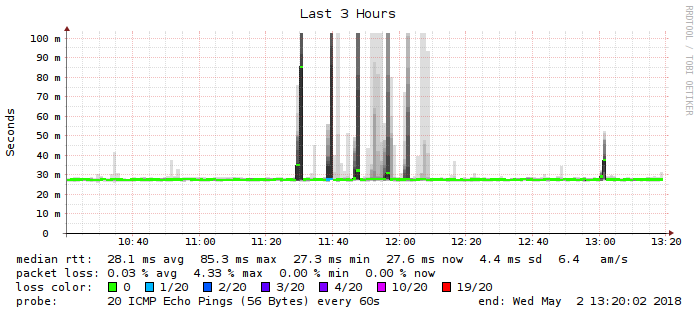 Last 3 Hours
RRDTOOL / TOBI OETIKER
Seconds
100 m
90 m
80 m
70 m
60 m
50 m
40 m
30 m
20 m
10 m
0
10:40 11:00 11:20 11:40 12:00 12:20 12:40 13:00 13:20
median rtt: 28.1 ms avg 85.3 ms max 27.3 ms min 27.6 ms now 4.4 ms sd 6.4 am/s
packet loss: 0.03 % avg 4.33 % max 0.00 % min 0.00 % now
loss color: 0 1/20 2/20 3/20 4/20 10/20 19/20
probe: 20 ICMP Echo Pings (56 Bytes) every 60s end: Wed May 2 13:20:02 2018